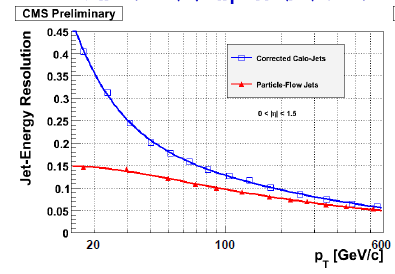 CMS Preliminary
Jet-Energy Resolution
0.45
0.4
0.35
0.3
0.25
0.2
0.15
0.1
0.05
0
Corrected Calo-Jets
Particle-Flow Jets
0 < |η| < 1.5
20
100
600
p_T [GeV/c]